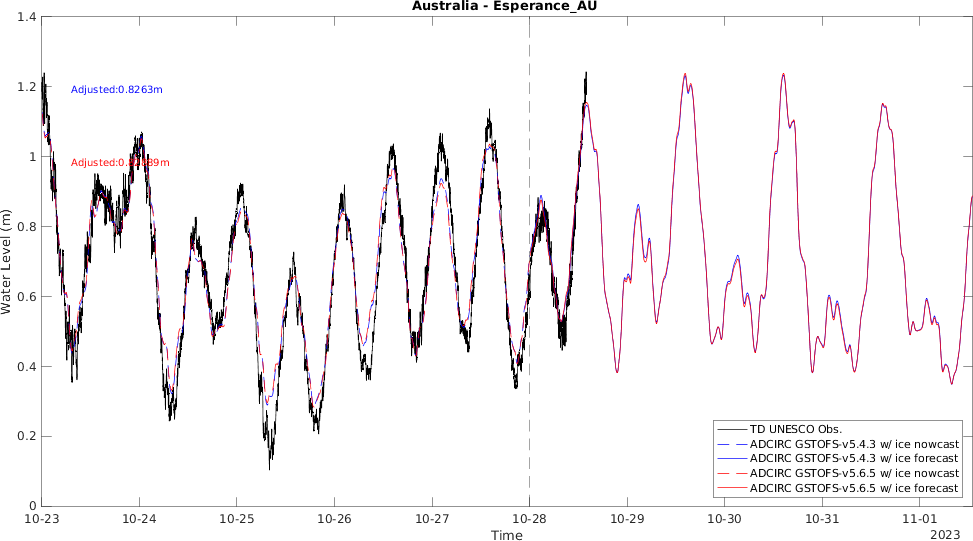 Australia - Esperance_AU
1.4
1.2
1
0.8
0.6
0.4
0.2
0
Water Level (m)
Adjusted:0.8263m
TD UNESCO Obs.
ADCIRC GSTOFS-v5.4.3 w/ ice nowcast
ADCIRC GSTOFS-v5.4.3 w/ ice forecast
ADCIRC GSTOFS-v5.6.5 w/ ice nowcast
ADCIRC GSTOFS-v5.6.5 w/ ice forecast
10-23 10-24 10-25 10-26 10-27 10-28 10-29 10-30 10-31 11-01
Time
2023